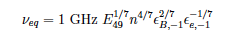 ν_eq = 1 GHz E_49^{1/7} n^{4/7} ϵ_{B,−1}^{2/7} ϵ_{e,−1}^{−1/7}